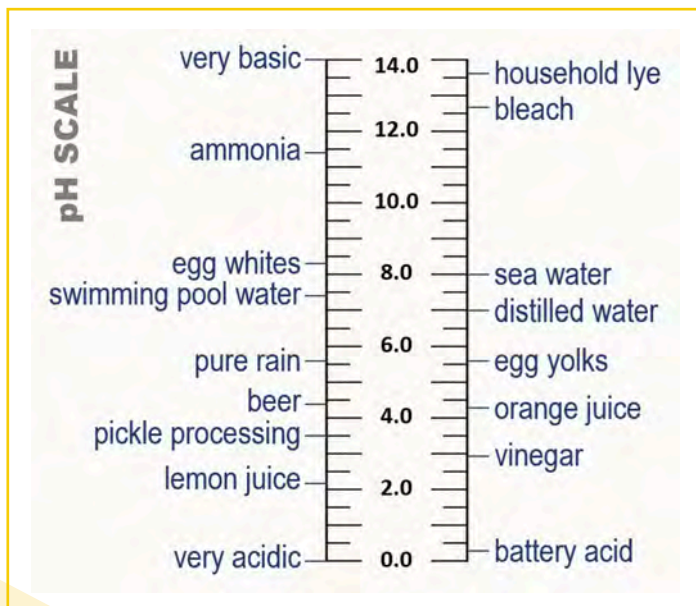 pH SCALE
very basic
ammonia
egg whites
swimming pool water
pure rain
beer
pickle processing
lemon juice
very acidic
14.0
12.0
10.0
8.0
6.0
4.0
2.0
0.0
household lye
bleach
sea water
distilled water
egg yolks
orange juice
vinegar
battery acid